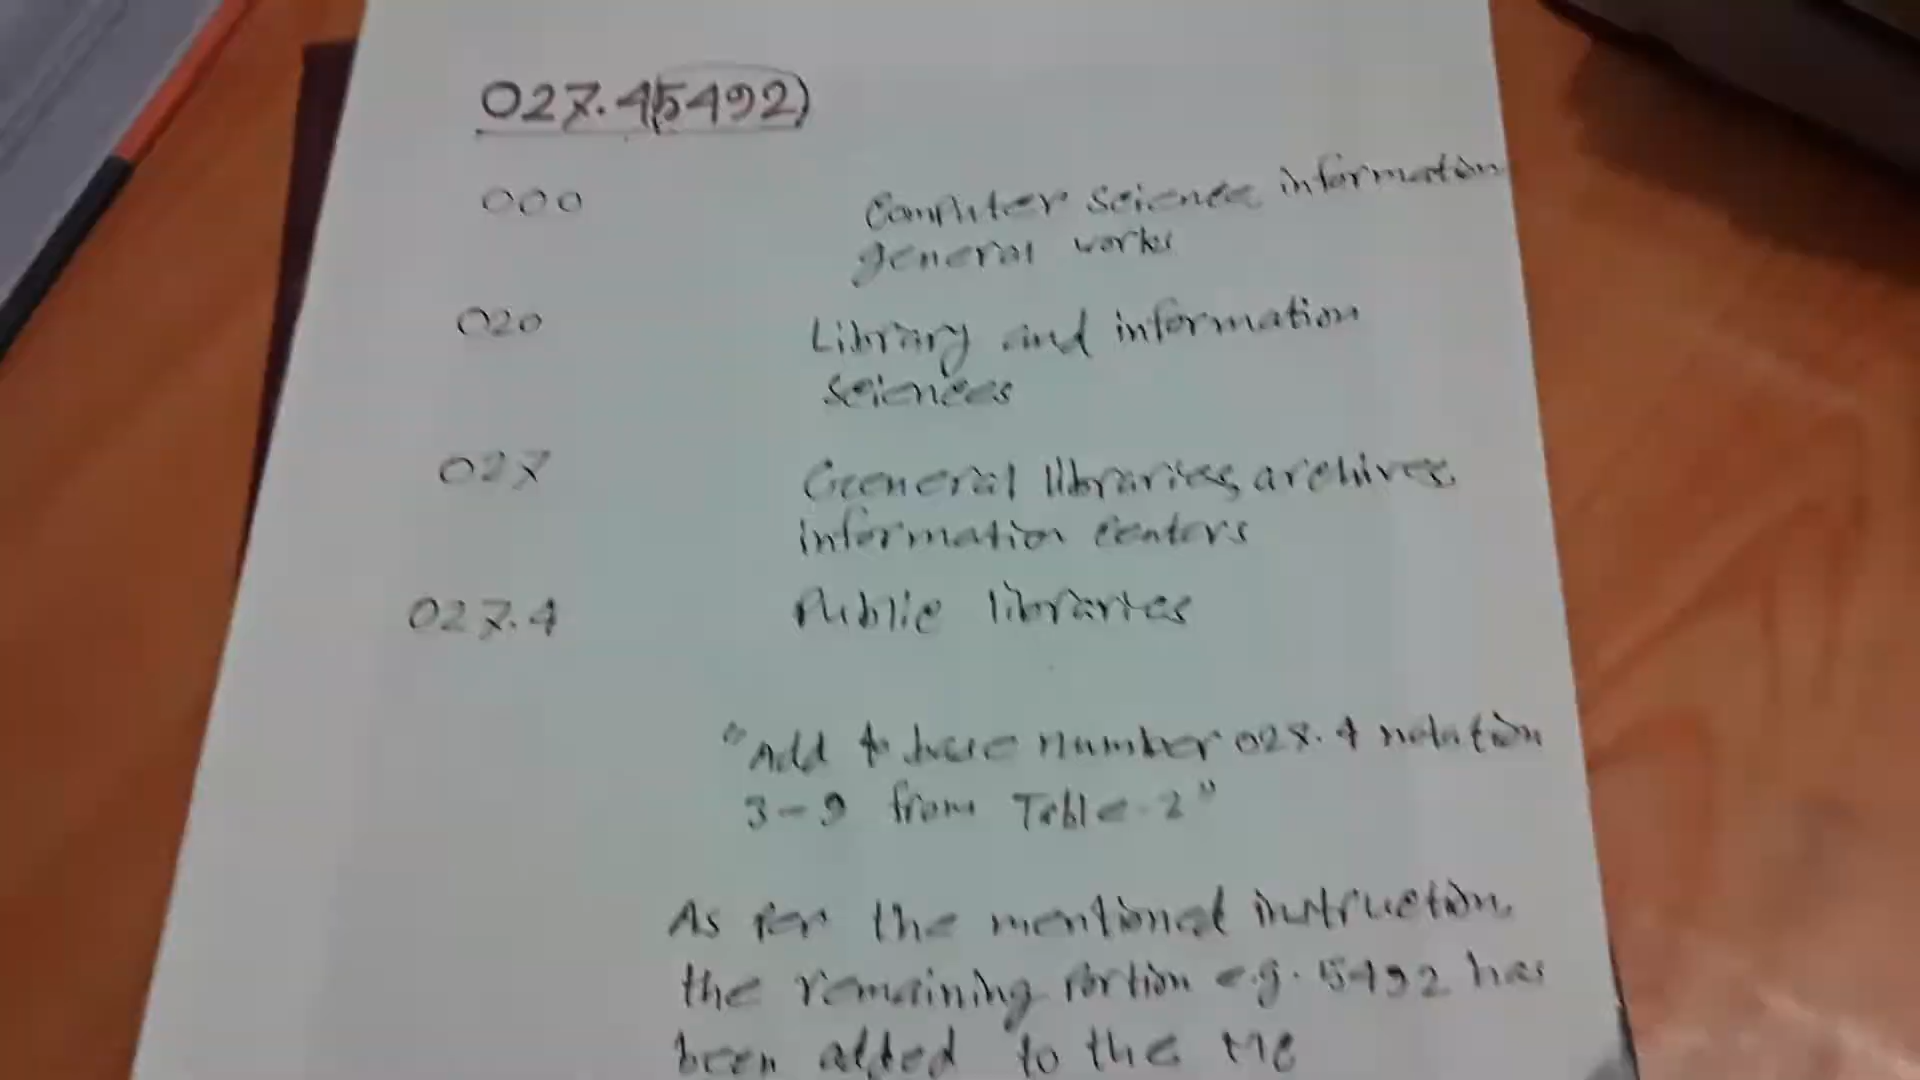 027.4(5492)
000 Computer science, information
general works
020 Library and information
sciences
027 General libraries, archives,
information centers
027.4 Public libraries
"Add to base number 027.4 notation
3-9 from Table-2"
As per the mentioned instruction,
the remaining portion e.g. 5492 has
been added to the